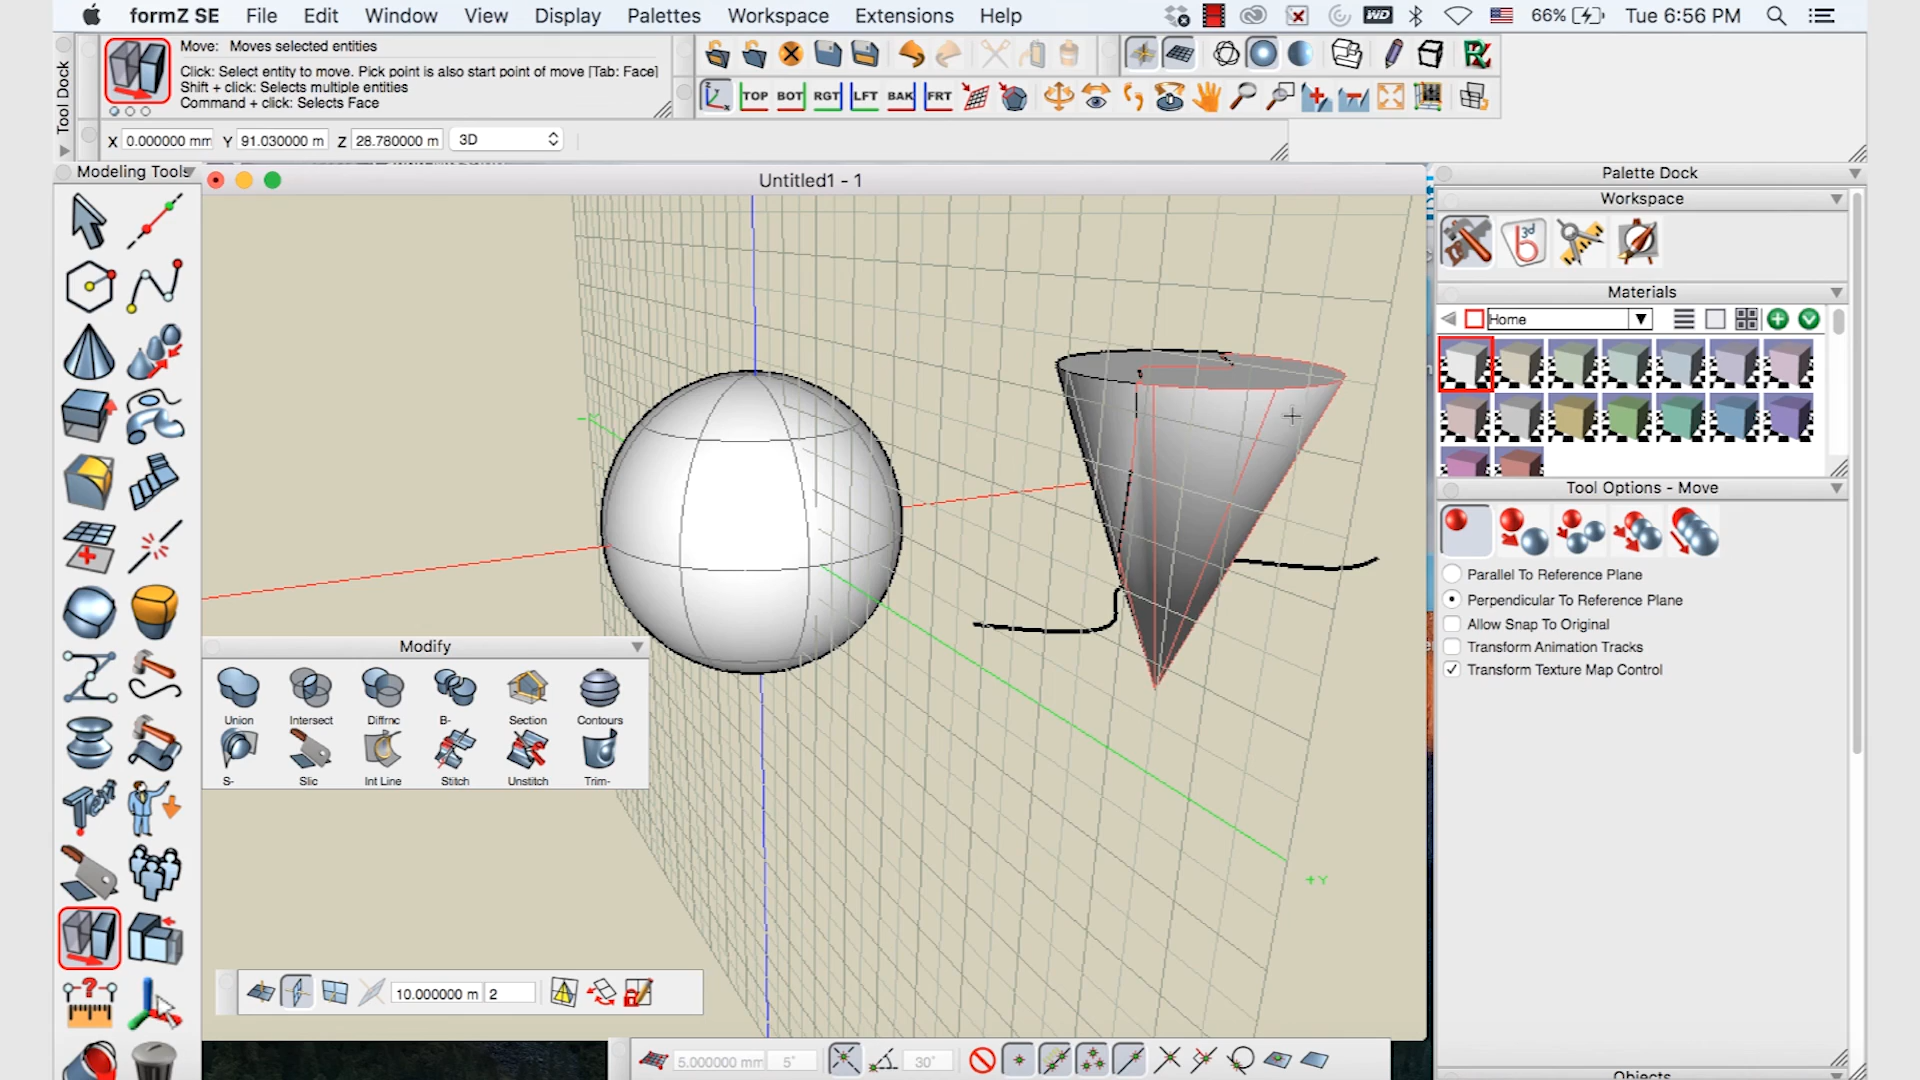 formZ SE File Edit Window View Display Palettes Workspace Extensions Help WD 66% Tue 6:56 PM
Move: Moves selected entities
Click: Select entity to move. Pick point is also start point of move [Tab: Face]
Shift + click: Selects multiple entities
Command + click: Selects Face
Tool Dock
TOP BOT RGT LFT BAK FRT
X 0.000000 mm Y 91.030000 m Z 28.780000 m 3D
Modeling Tools
Untitled1 - 1
Palette Dock
Workspace
3d
Materials
Home
Tool Options - Move
Parallel To Reference Plane
Perpendicular To Reference Plane
Allow Snap To Original
Transform Animation Tracks
Transform Texture Map Control
Modify
Union Intersect Diffrnc B- Section Contours
S- Slic Int Line Stitch Unstitch Trim-
+Y
10.000000 m 2
5.000000 mm 5° 30°
Objects